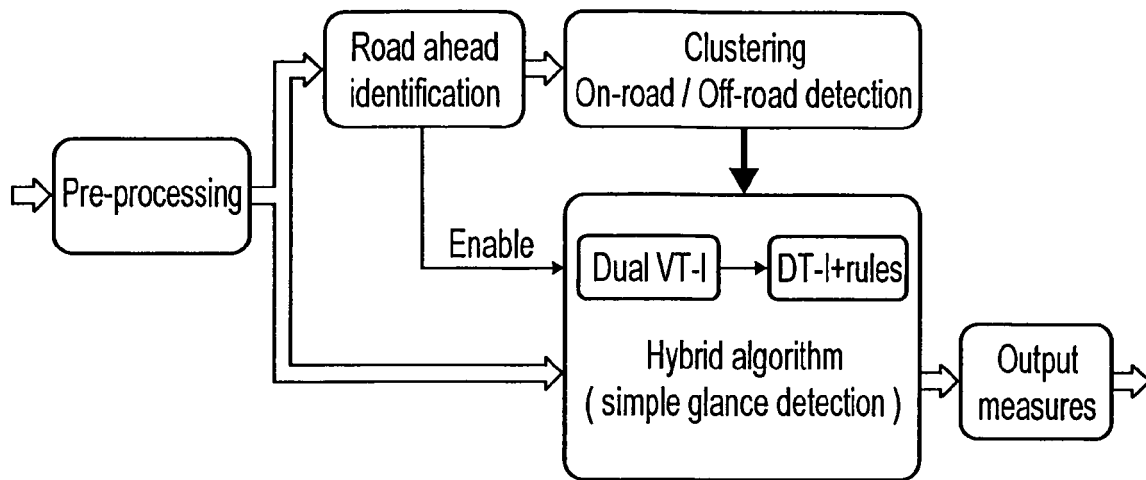 Road ahead
identification
Clustering
On-road / Off-road detection
Pre-processing
Enable
Dual VT-I
DT-I+rules
Hybrid algorithm
( simple glance detection )
Output
measures